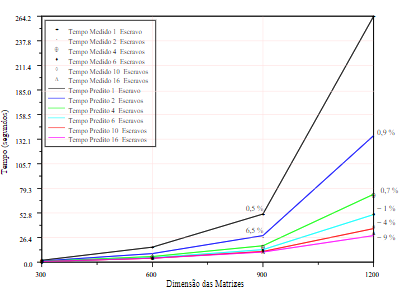 264.2
237.8
211.4
185.0
158.5
132.1
105.7
79.3
52.8
26.4
0.0
Tempo (segundos)
Tempo Medido 1 Escravo
Tempo Medido 2 Escravos
Tempo Medido 4 Escravos
Tempo Medido 6 Escravos
Tempo Medido 10 Escravos
Tempo Medido 16 Escravos
Tempo Predito 1 Escravo
Tempo Predito 2 Escravos
Tempo Predito 4 Escravos
Tempo Predito 6 Escravos
Tempo Predito 10 Escravos
Tempo Predito 16 Escravos
0,5 %
6,5 %
0,9 %
0,7 %
− 1 %
− 4 %
− 9 %
300
600
900
1200
Dimensão das Matrizes